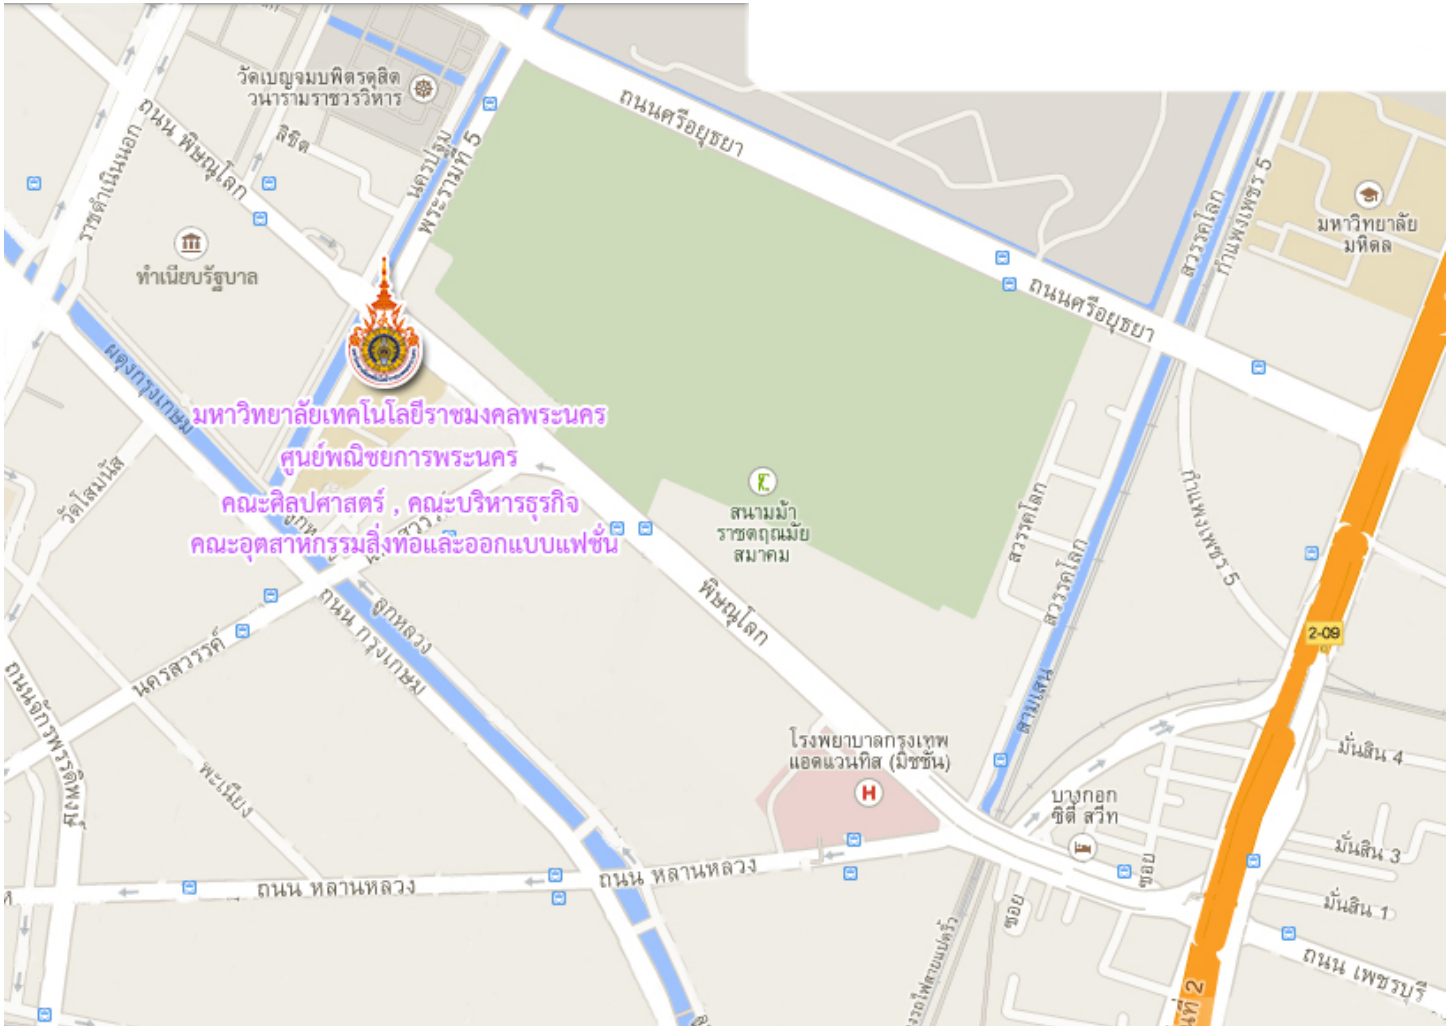 วัดเบญจมบพิตรดุสิต
วนารามราชวรวิหาร
ถนนศรีอยุธยา
ถนน พิษณุโลก
ลิขิต
นครปฐม
พระรามที่ 5
ราชดำเนินนอก
สวรรคโลก
กำแพงเพชร 5
มหาวิทยาลัย
มหิดล
ทำเนียบรัฐบาล
ถนนศรีอยุธยา
ผดุงกรุงเกษม
มหาวิทยาลัยเทคโนโลยีราชมงคลพระนคร
ศูนย์พณิชยการพระนคร
คณะศิลปศาสตร์ , คณะบริหารธุรกิจ
คณะอุตสาหกรรมสิ่งทอและออกแบบแฟชั่น
วัดโสมนัส
สนามม้า
ราชตฤณมัย
สมาคม
สวรรคโลก
สวรรคโลก
กำแพงเพชร 5
พิษณุโลก
ลูกหลวง
ถนน กรุงเกษม
นครสวรรค์
2-09
ถนนจักรพรรดิพงษ์
พะเนียง
สามเสน
โรงพยาบาลกรุงเทพ
แอดแวนทิส (มิชชั่น)
H
บางกอก
ซิตี้ สวีท
มั่นสิน 4
มั่นสิน 3
มั่นสิน 1
ซอย
ซอย
ถนน หลานหลวง
ถนน หลานหลวง
ถนน เพชรบุรี